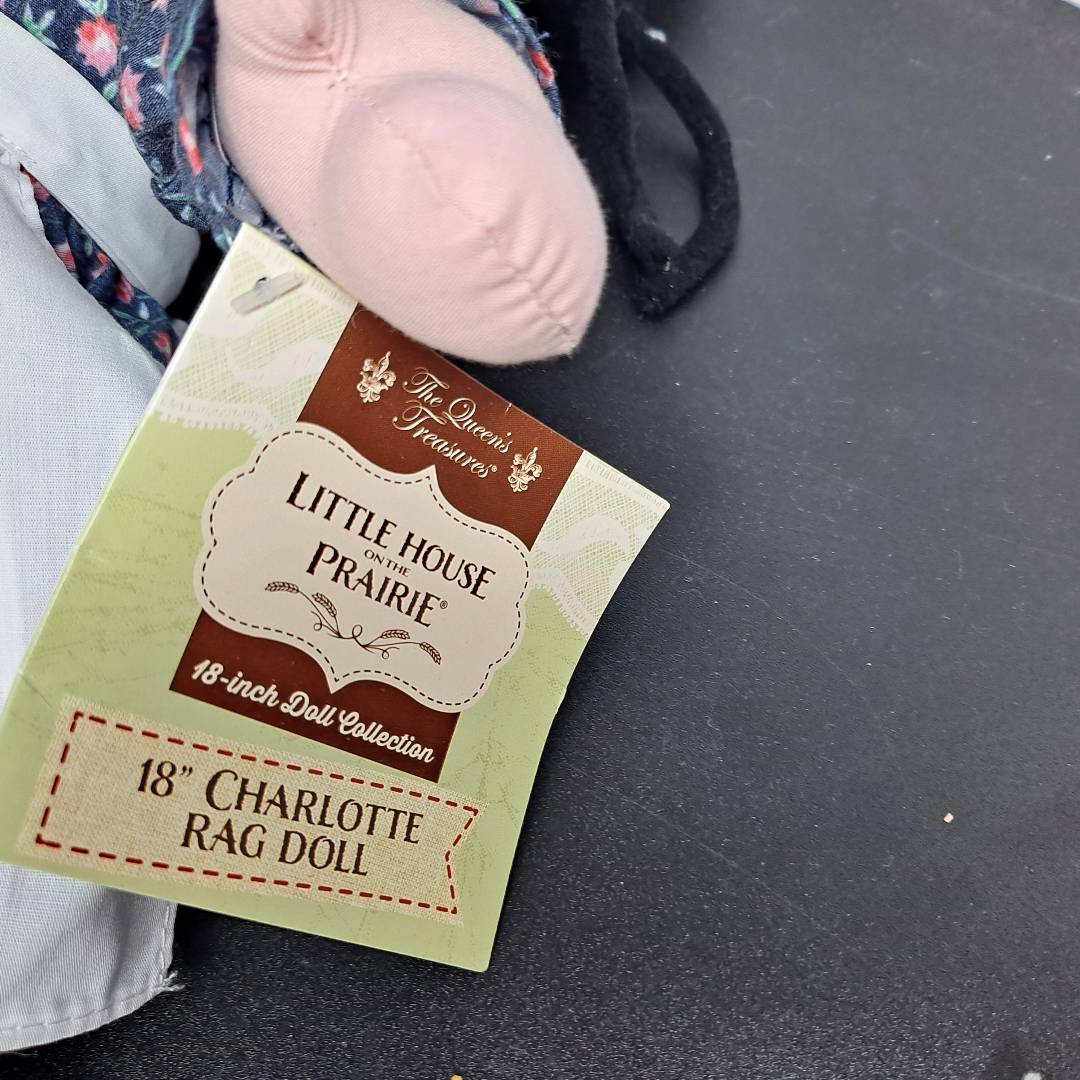 The Queen's
Treasures®
LITTLE HOUSE
ON THE
PRAIRIE®
18-inch Doll Collection
18” CHARLOTTE
RAG DOLL